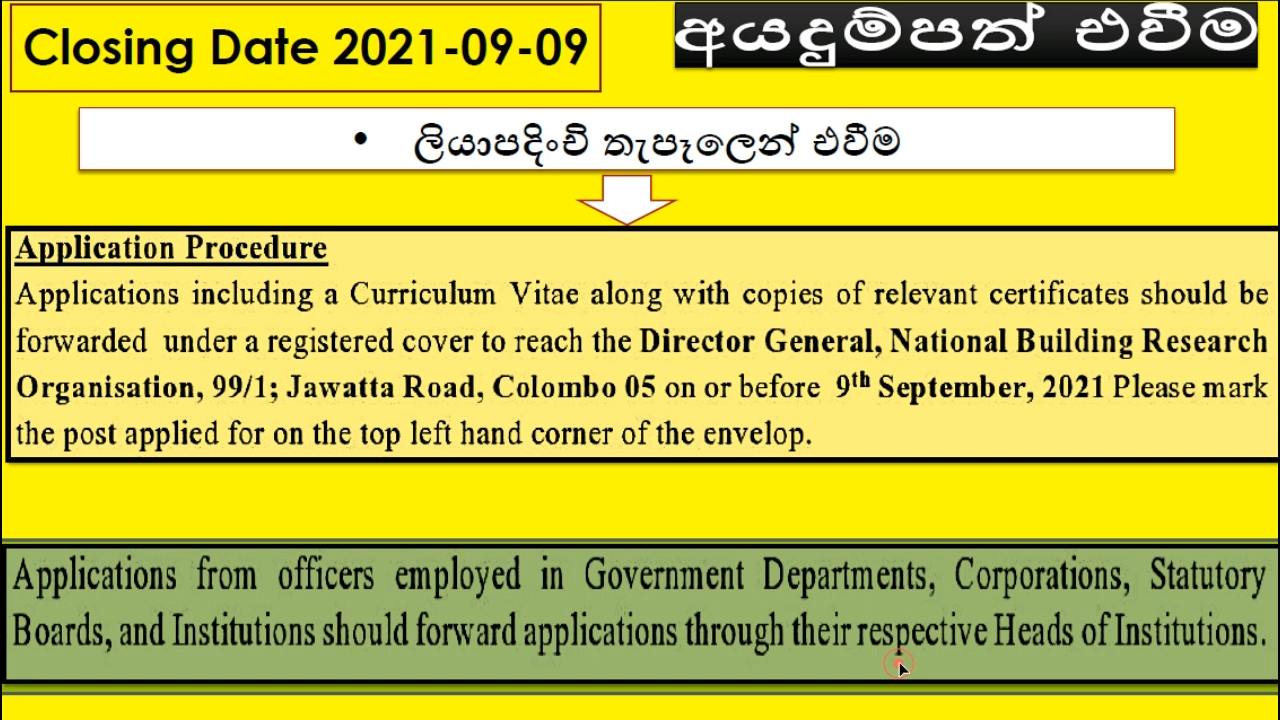 Closing Date 2021-09-09
අයදුම්පත් එවීම
• ලියාපදිංචි තැපෑලෙන් එවීම
Application Procedure
Applications including a Curriculum Vitae along with copies of relevant certificates should be
forwarded under a registered cover to reach the Director General, National Building Research
Organisation, 99/1; Jawatta Road, Colombo 05 on or before 9th September, 2021 Please mark
the post applied for on the top left hand corner of the envelop.
Applications from officers employed in Government Departments, Corporations, Statutory
Boards, and Institutions should forward applications through their respective Heads of Institutions.